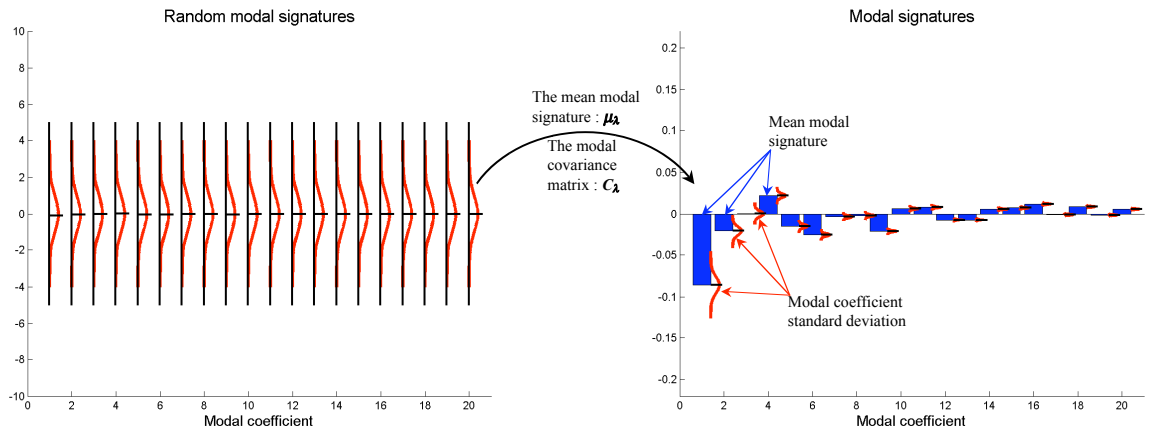 Random modal signatures
10
8
6
4
2
0
-2
-4
-6
-8
-10
0 2 4 6 8 10 12 14 16 18 20
Modal coefficient
The mean modal
signature : μλ
The modal
covariance
matrix : Cλ
Modal signatures
0.2
0.15
0.1
0.05
0
-0.05
-0.1
-0.15
-0.2
Mean modal
signature
Modal coefficient
standard deviation
0 2 4 6 8 10 12 14 16 18 20
Modal coefficient